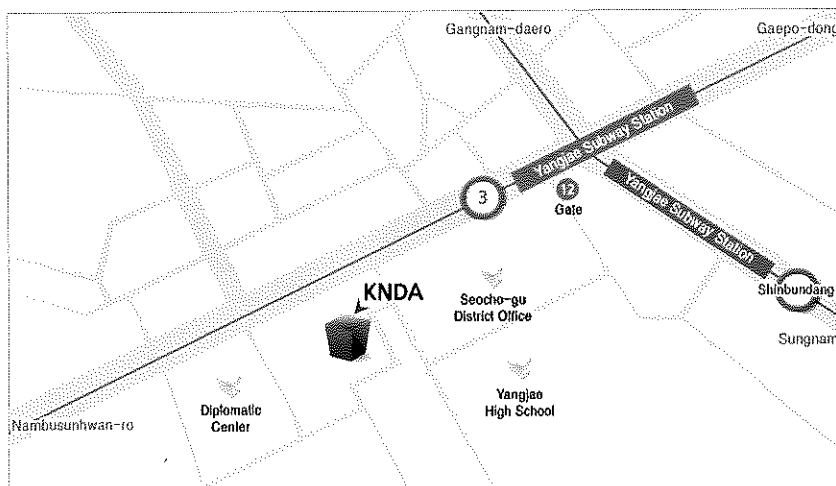 Gangnam-daero
Gaepo-dong
Yangjae Subway Station
3
12
Gate
Yangjae Subway Station
Shinbundang
KNDA
Seocho-gu
District Office
Sungnam
Diplomatic
Center
Yangjae
High School
Nambusunhwan-ro